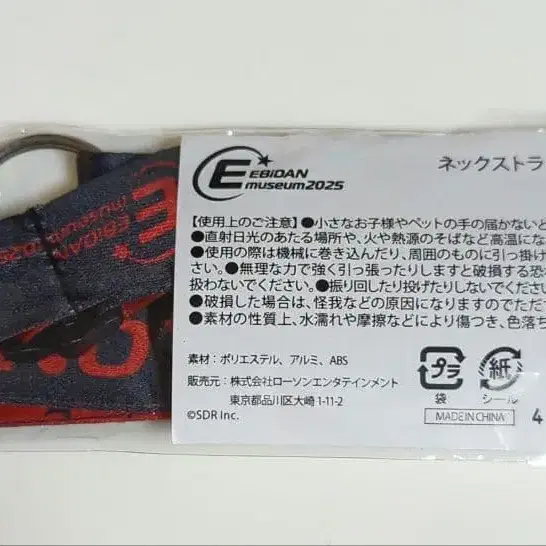 EBiDAN
museum2025
ネックストラ
【使用上のご注意】●小さなお子様やペットの手の届かないと
●直射日光のあたる場所や、火や熱源のそばなど高温にな
●使用の際は機械に巻き込んだり、周囲のものに引っ掛け
さい。●無理な力で強く引っ張ったりしますと破損する恐
扱わないでください。●振り回したり投げたりしないでくださ
●破損した場合は、怪我などの原因になりますのでただ
●素材の性質上、水濡れや摩擦などにより傷つき、色落
素材：ポリエステル、アルミ、ABS
販売元：株式会社ローソンエンタテインメント
東京都品川区大崎 1-11-2
©SDR Inc.
プラ
袋
紙
シール
MADE IN CHINA
4
EBiDAN
museum2025